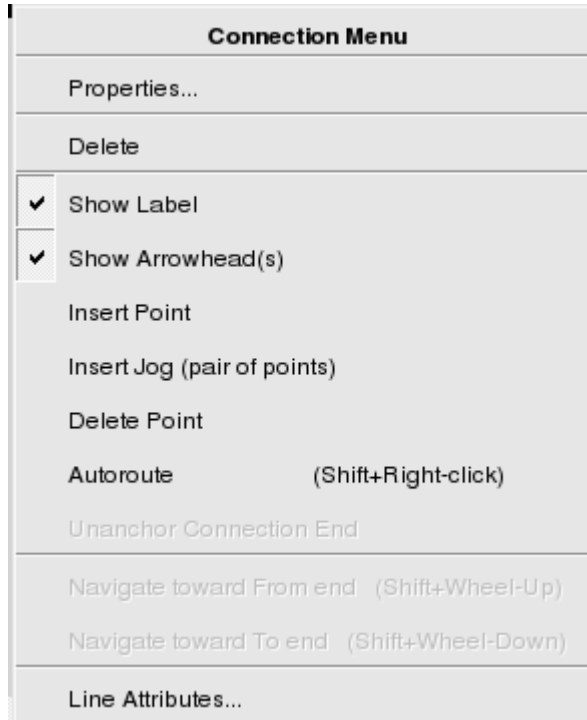 Connection Menu
Properties...
Delete
Show Label
Show Arrowhead(s)
Insert Point
Insert Jog (pair of points)
Delete Point
Autoroute (Shift+Right-click)
Unanchor Connection End
Navigate toward From end (Shift+Wheel-Up)
Navigate toward To end (Shift+Wheel-Down)
Line Attributes...